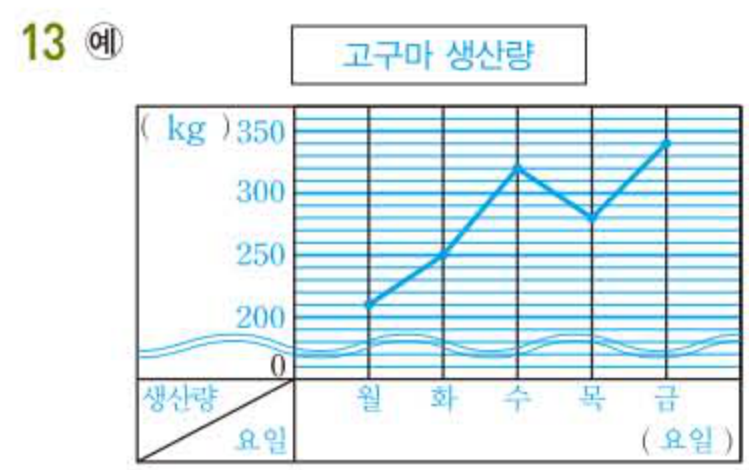 13 예
고구마 생산량
( kg ) 350
300
250
200
0
생산량
요일
월 화 수 목 금
( 요일 )